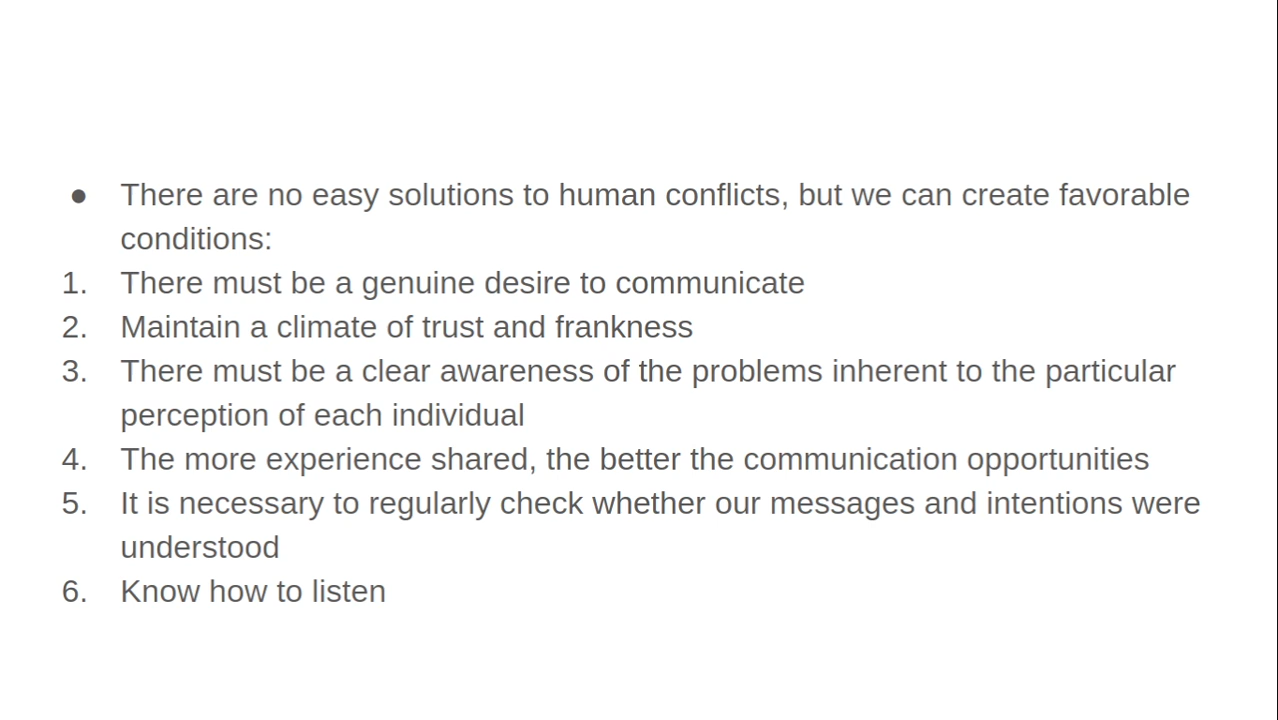 ● There are no easy solutions to human conflicts, but we can create favorable
conditions:
1. There must be a genuine desire to communicate
2. Maintain a climate of trust and frankness
3. There must be a clear awareness of the problems inherent to the particular
perception of each individual
4. The more experience shared, the better the communication opportunities
5. It is necessary to regularly check whether our messages and intentions were
understood
6. Know how to listen